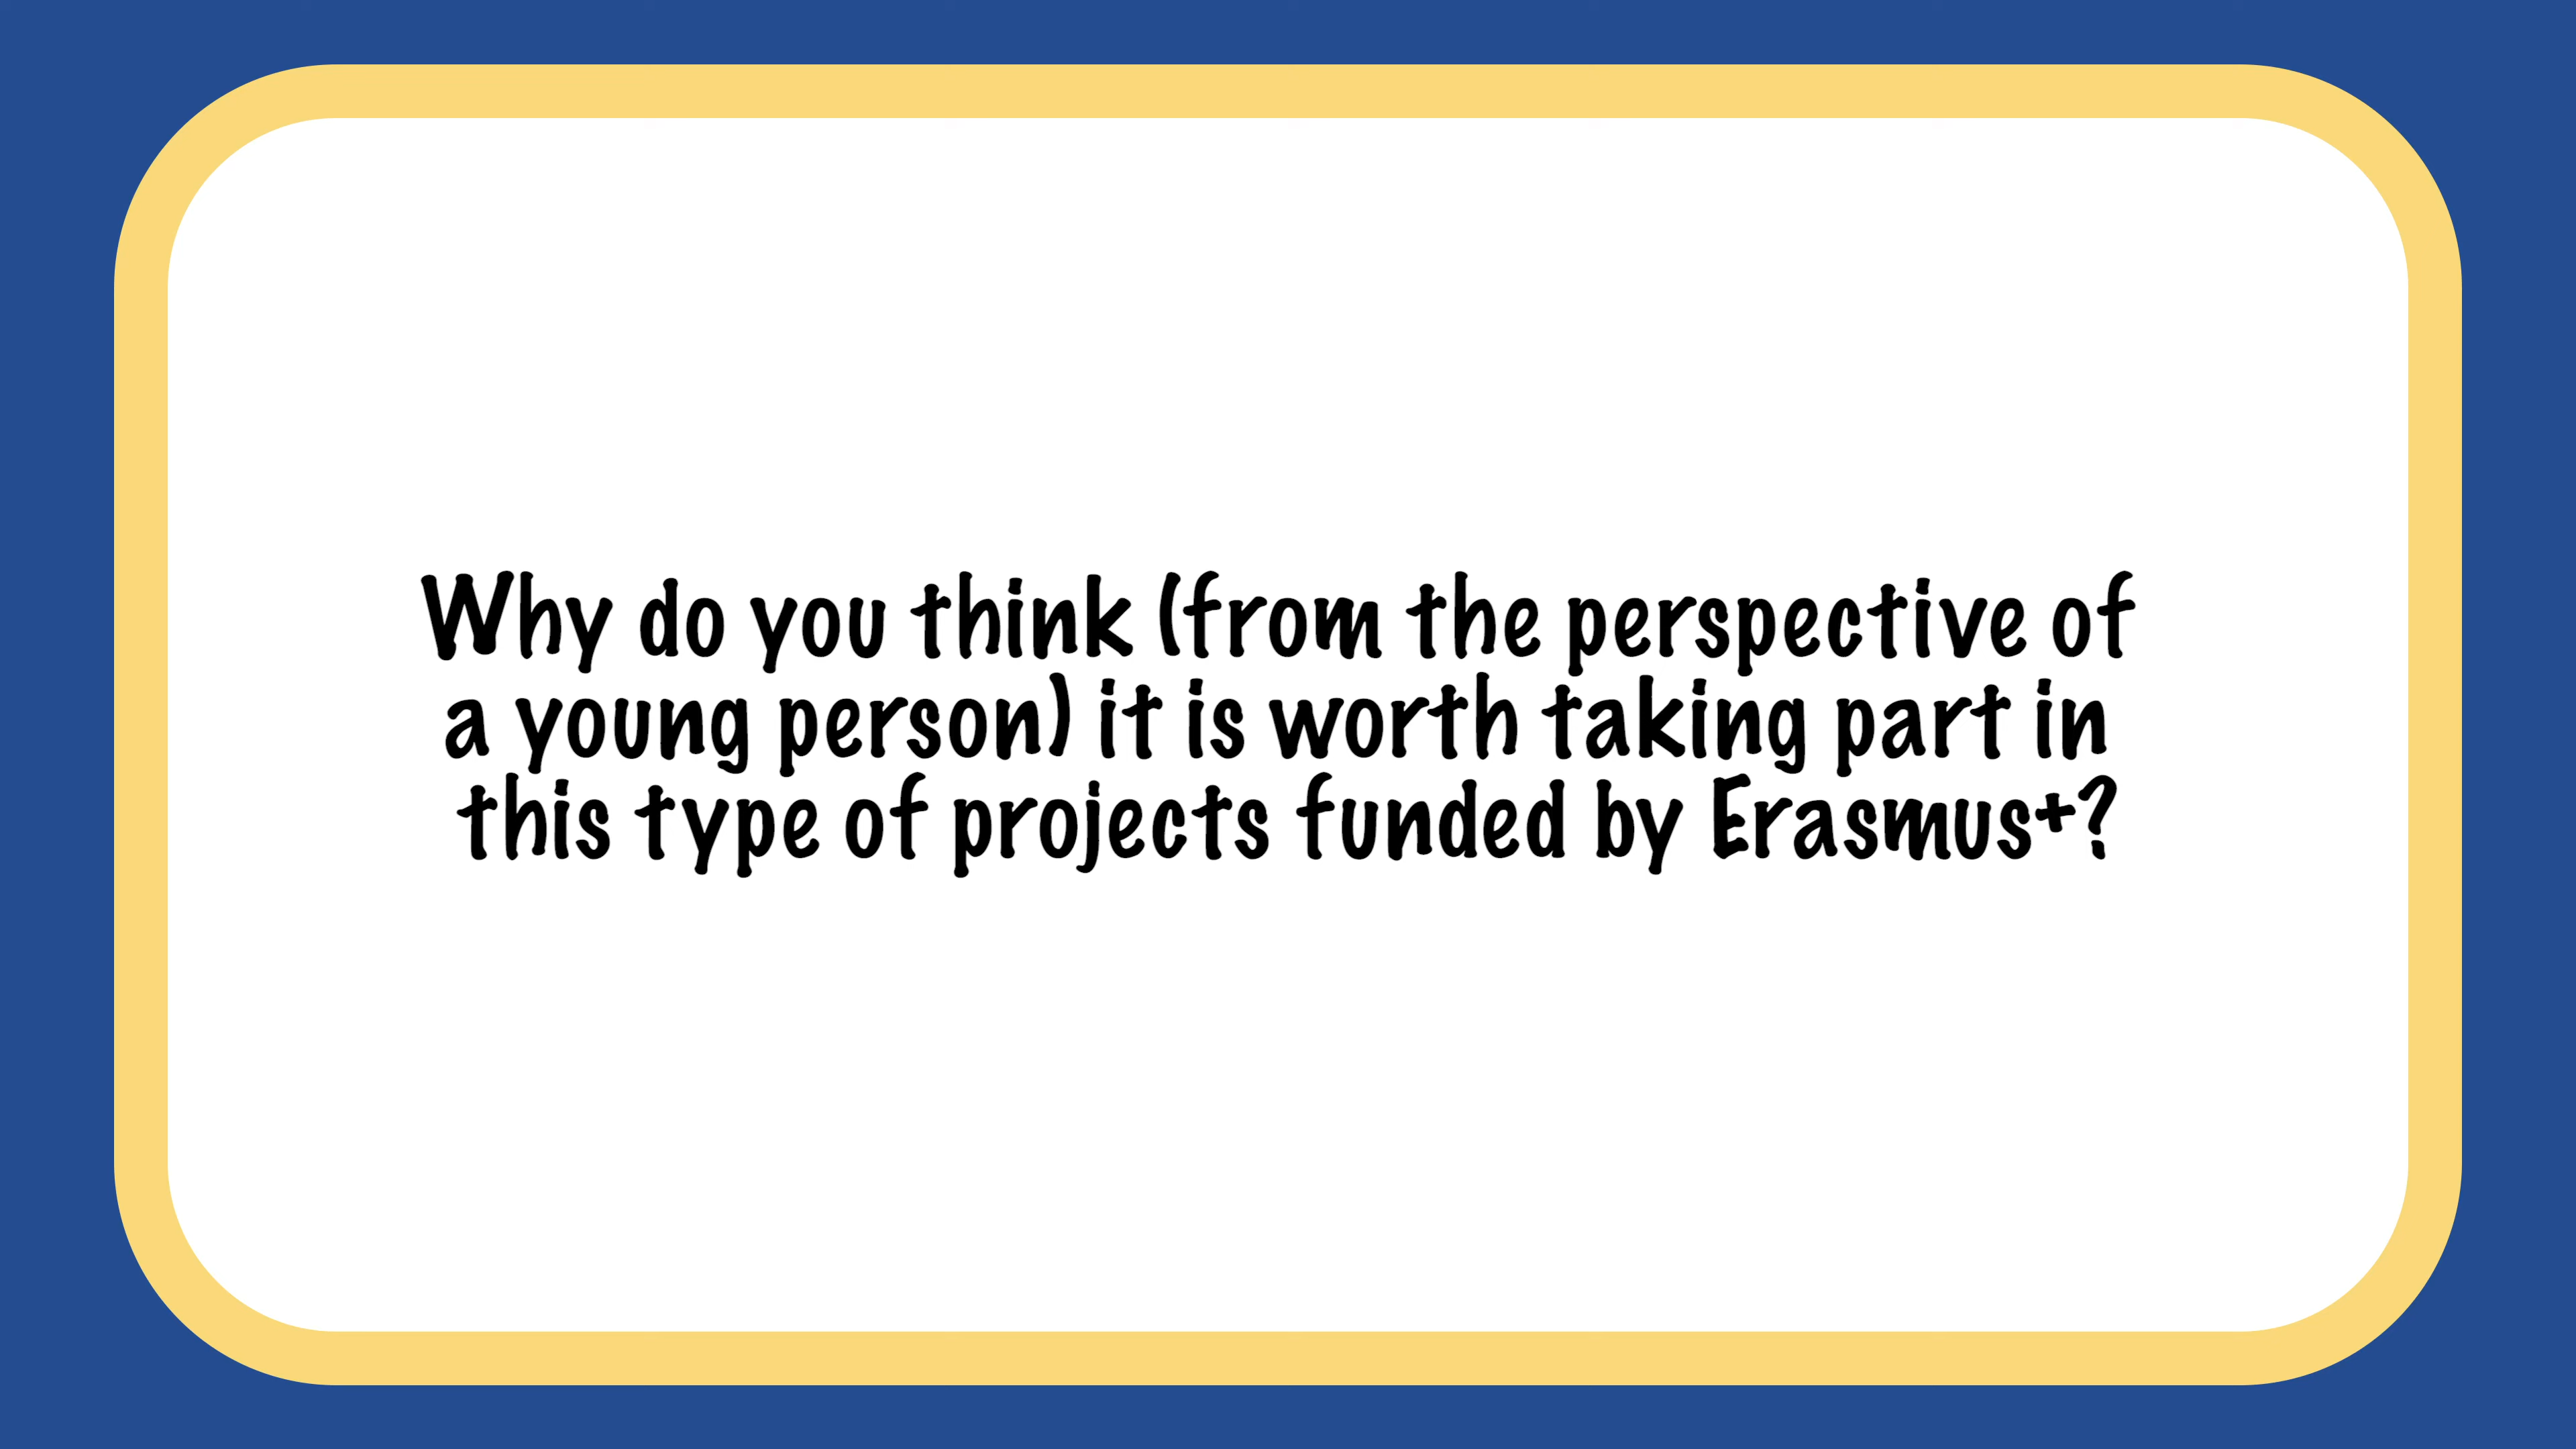 Why do you think (from the perspective of
a young person) it is worth taking part in
this type of projects funded by Erasmus+?